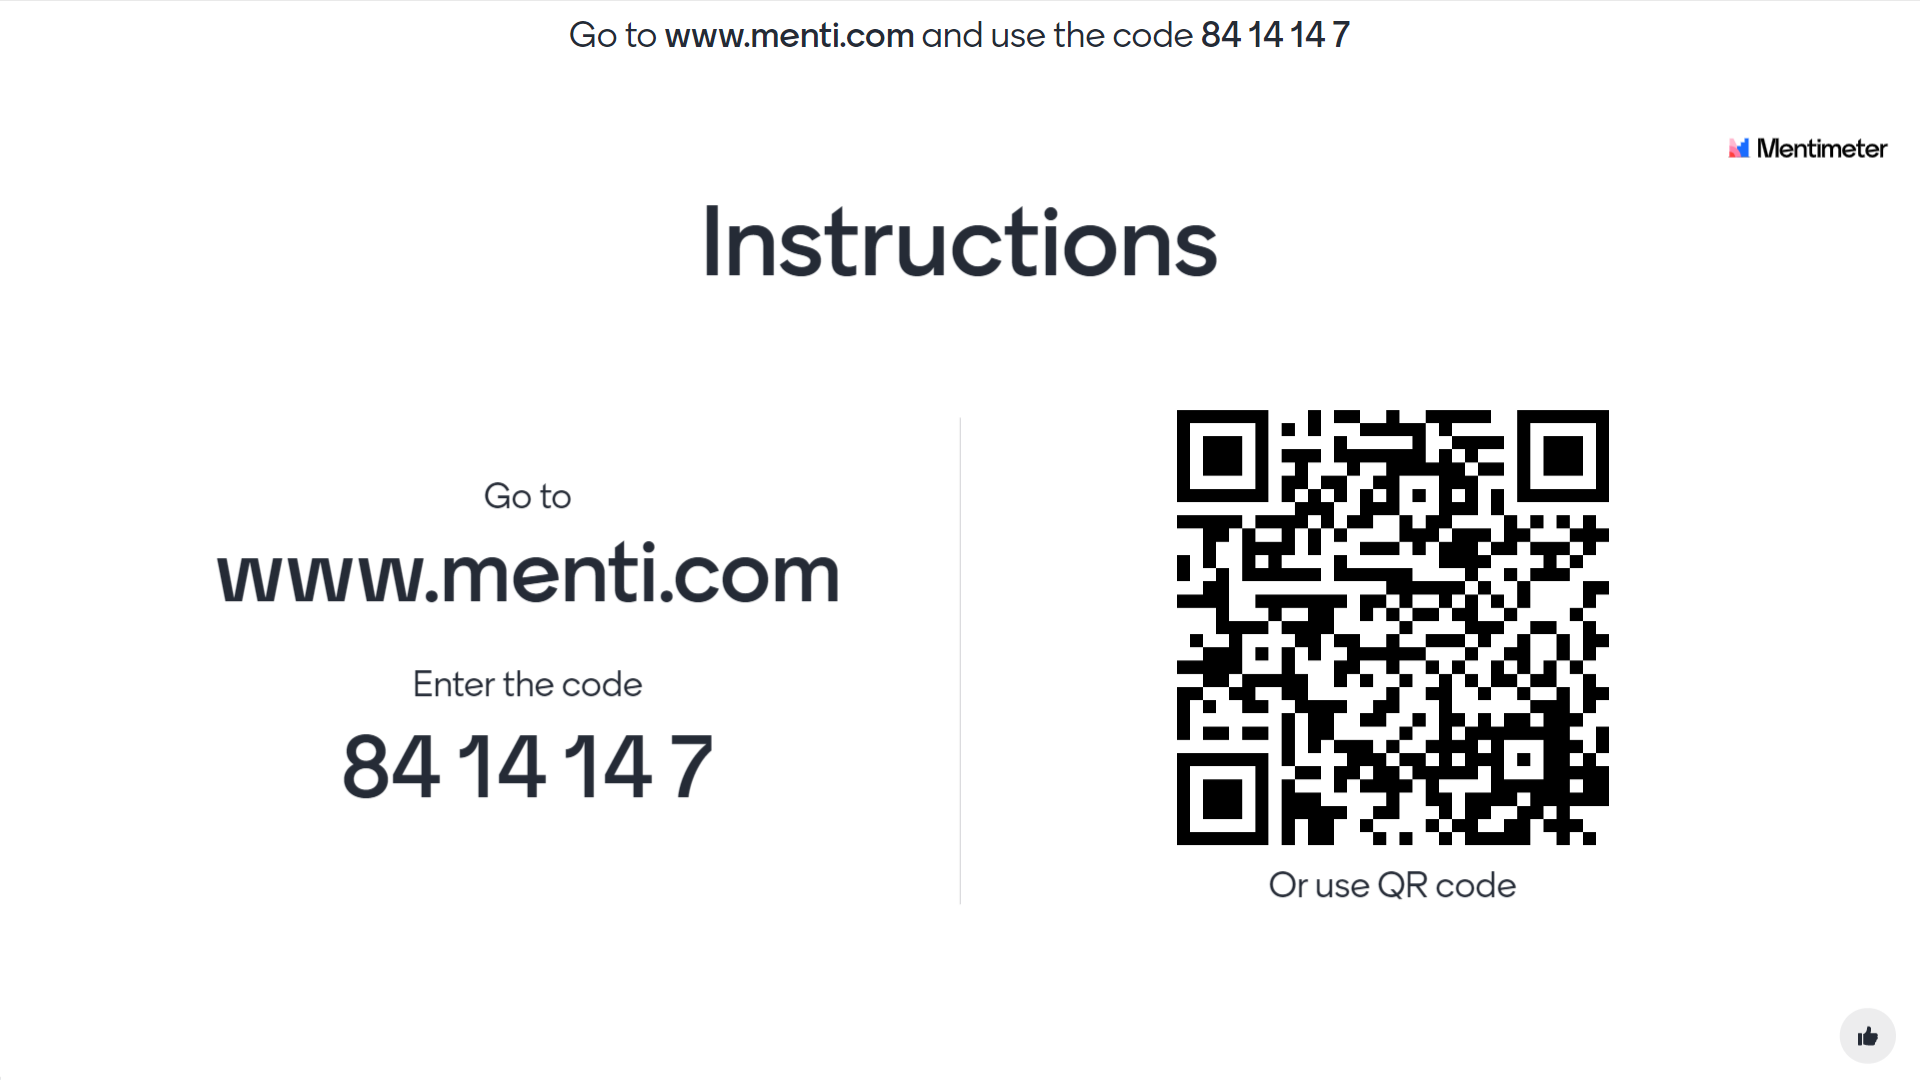 Go to www.menti.com and use the code 84 14 14 7
Mentimeter
Instructions
Go to
www.menti.com
Enter the code
84 14 14 7
Or use QR code